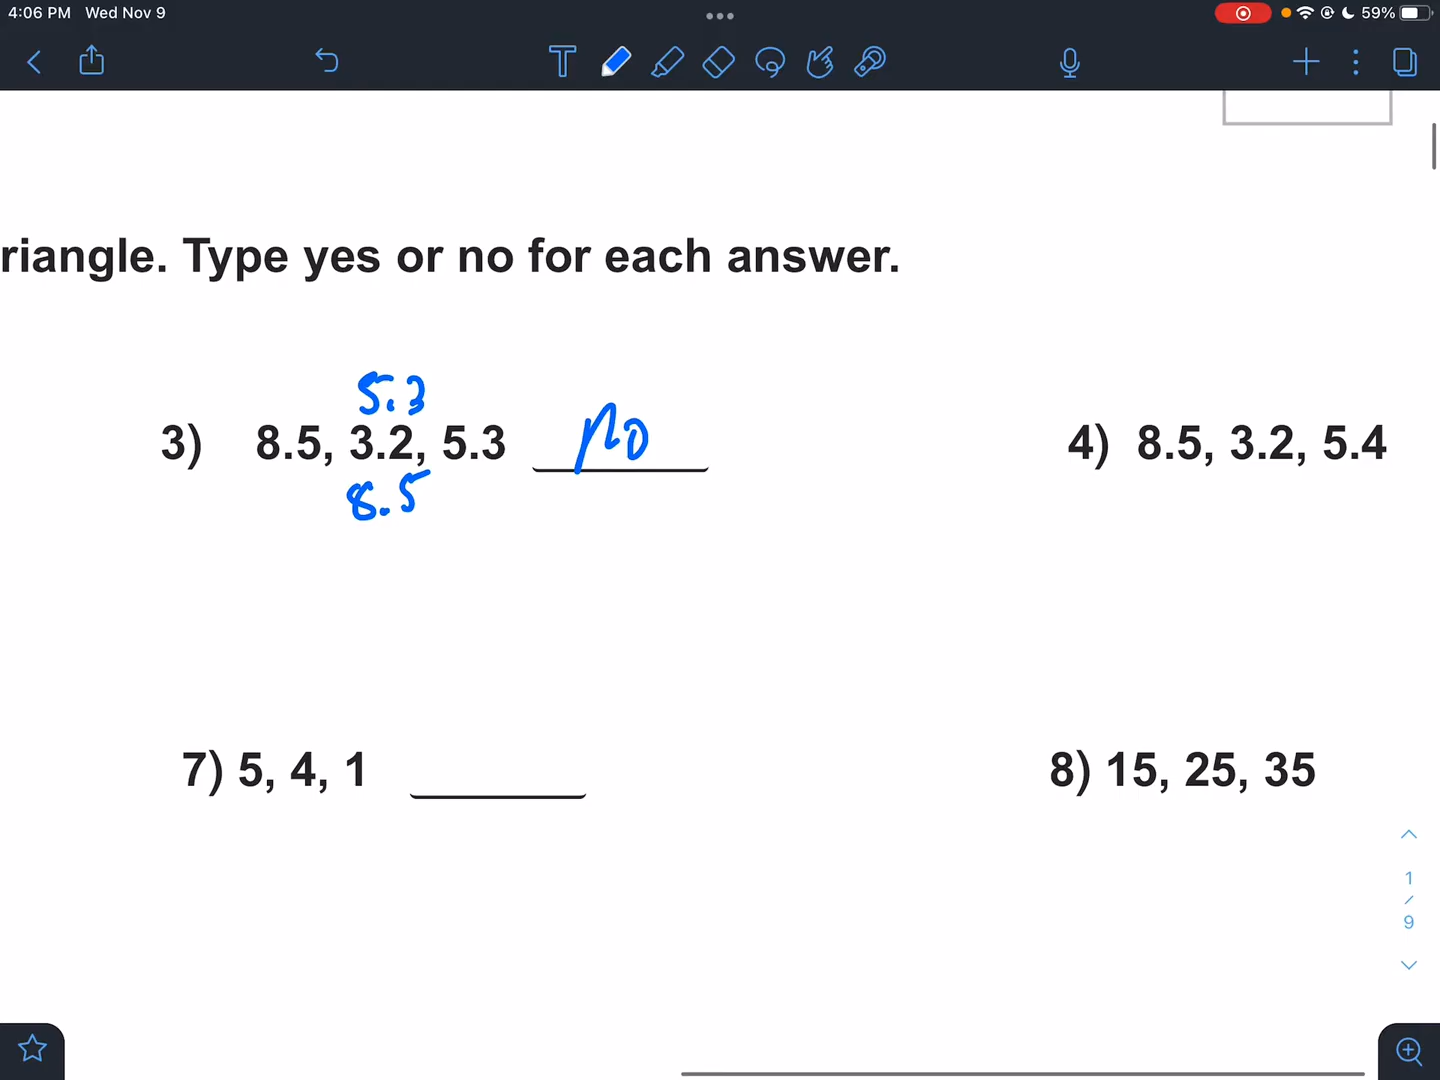 4:06 PM Wed Nov 9
59%
T
riangle. Type yes or no for each answer.
5.3
3) 8.5, 3.2, 5.3 no
8.5
4) 8.5, 3.2, 5.4
7) 5, 4, 1
8) 15, 25, 35
1
/
9